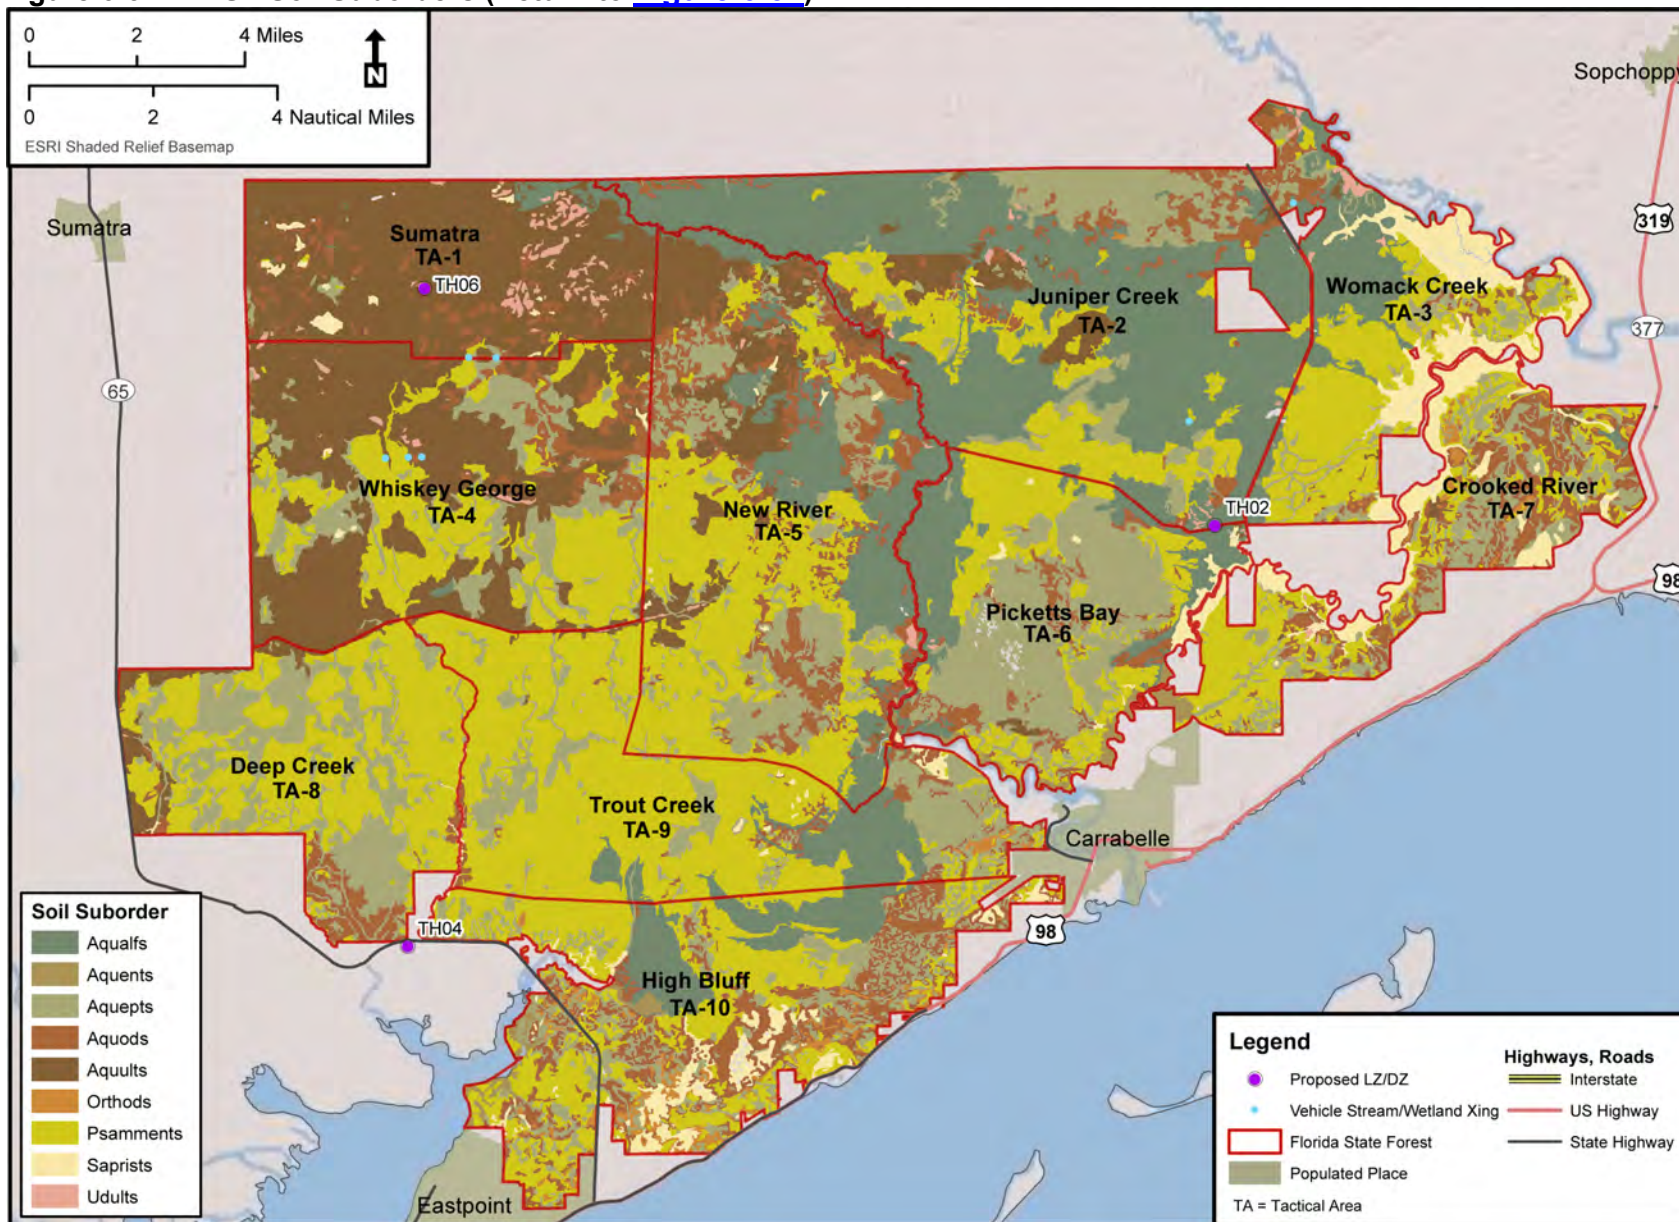 0 2 4 Miles
N
0 2 4 Nautical Miles
ESRI Shaded Relief Basemap
Sopchoppy
Sumatra
319
Sumatra
TA-1
TH06
Juniper Creek
TA-2
Womack Creek
TA-3
377
65
Whiskey George
TA-4
New River
TA-5
Crooked River
TA-7
TH02
98
Picketts Bay
TA-6
Deep Creek
TA-8
Trout Creek
TA-9
Carrabelle
TH04
98
High Bluff
TA-10
Eastpoint
Soil Suborder
Aqualfs
Aquents
Aquepts
Aquods
Aquults
Orthods
Psamments
Saprists
Udults
Legend
Proposed LZ/DZ
Vehicle Stream/Wetland Xing
Florida State Forest
Populated Place
TA = Tactical Area
Highways, Roads
Interstate
US Highway
State Highway